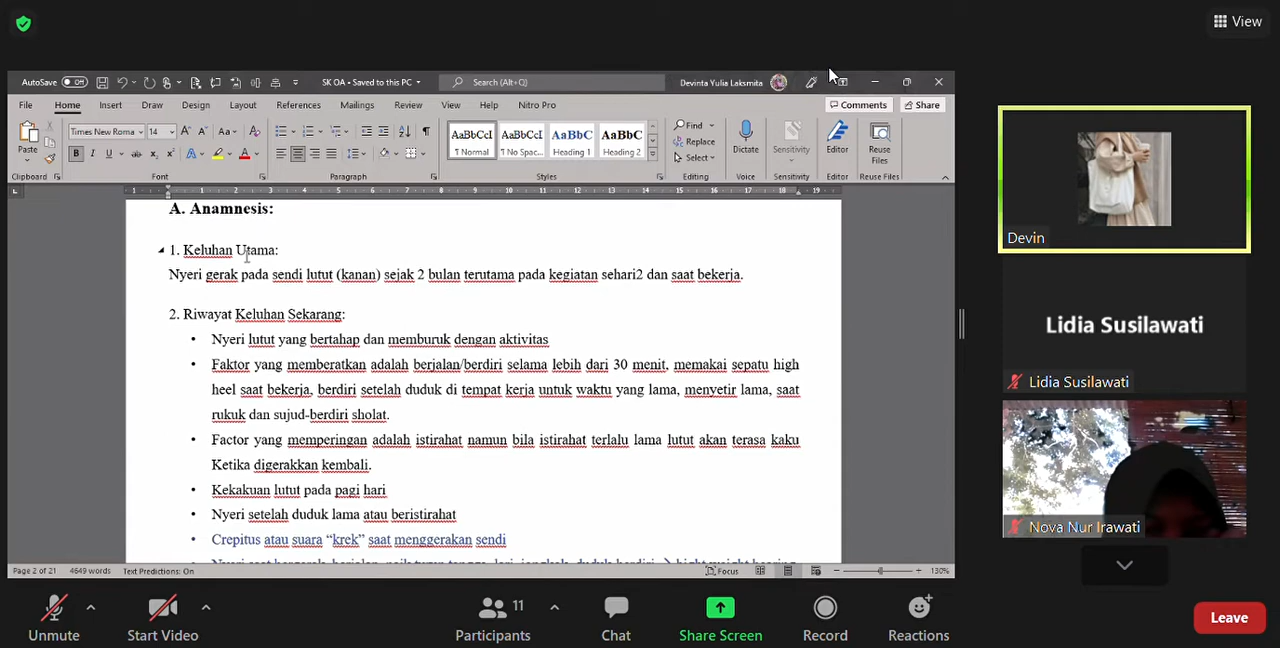 View
AutoSave Off
SK OA - Saved to this PC
Search (Alt+Q)
Devinta Yulia Laksmita
File Home Insert Draw Design Layout References Mailings Review View Help Nitro Pro
Comments Share
Paste
Times New Roma 14
AaBbCcI AaBbCcI AaBbC AaBbC
Normal No Spac... Heading 1 Heading 2
Find
Replace
Select
Dictate Sensitivity Editor Reuse Files
Clipboard Font Paragraph Styles Editing Voice Sensitivity Editor Reuse Files
A. Anamnesis:
1. Keluhan Utama:
Nyeri gerak pada sendi lutut (kanan) sejak 2 bulan terutama pada kegiatan sehari2 dan saat bekerja.
2. Riwayat Keluhan Sekarang:
• Nyeri lutut yang bertahap dan memburuk dengan aktivitas
• Faktor yang memberatkan adalah berjalan/berdiri selama lebih dari 30 menit, memakai sepatu high
heel saat bekerja, berdiri setelah duduk di tempat kerja untuk waktu yang lama, menyetir lama, saat
rukuk dan sujud-berdiri sholat.
• Factor yang memperingan adalah istirahat namun bila istirahat terlalu lama lutut akan terasa kaku
Ketika digerakkan kembali.
• Kekakuan lutut pada pagi hari
• Nyeri setelah duduk lama atau beristirahat
• Crepitus atau suara “krek” saat menggerakan sendi
Page 2 of 21 4649 words Text Predictions: On
Focus 130%
Devin
Lidia Susilawati
Lidia Susilawati
Nova Nur Irawati
Unmute Start Video Participants 11 Chat Share Screen Record Reactions Leave